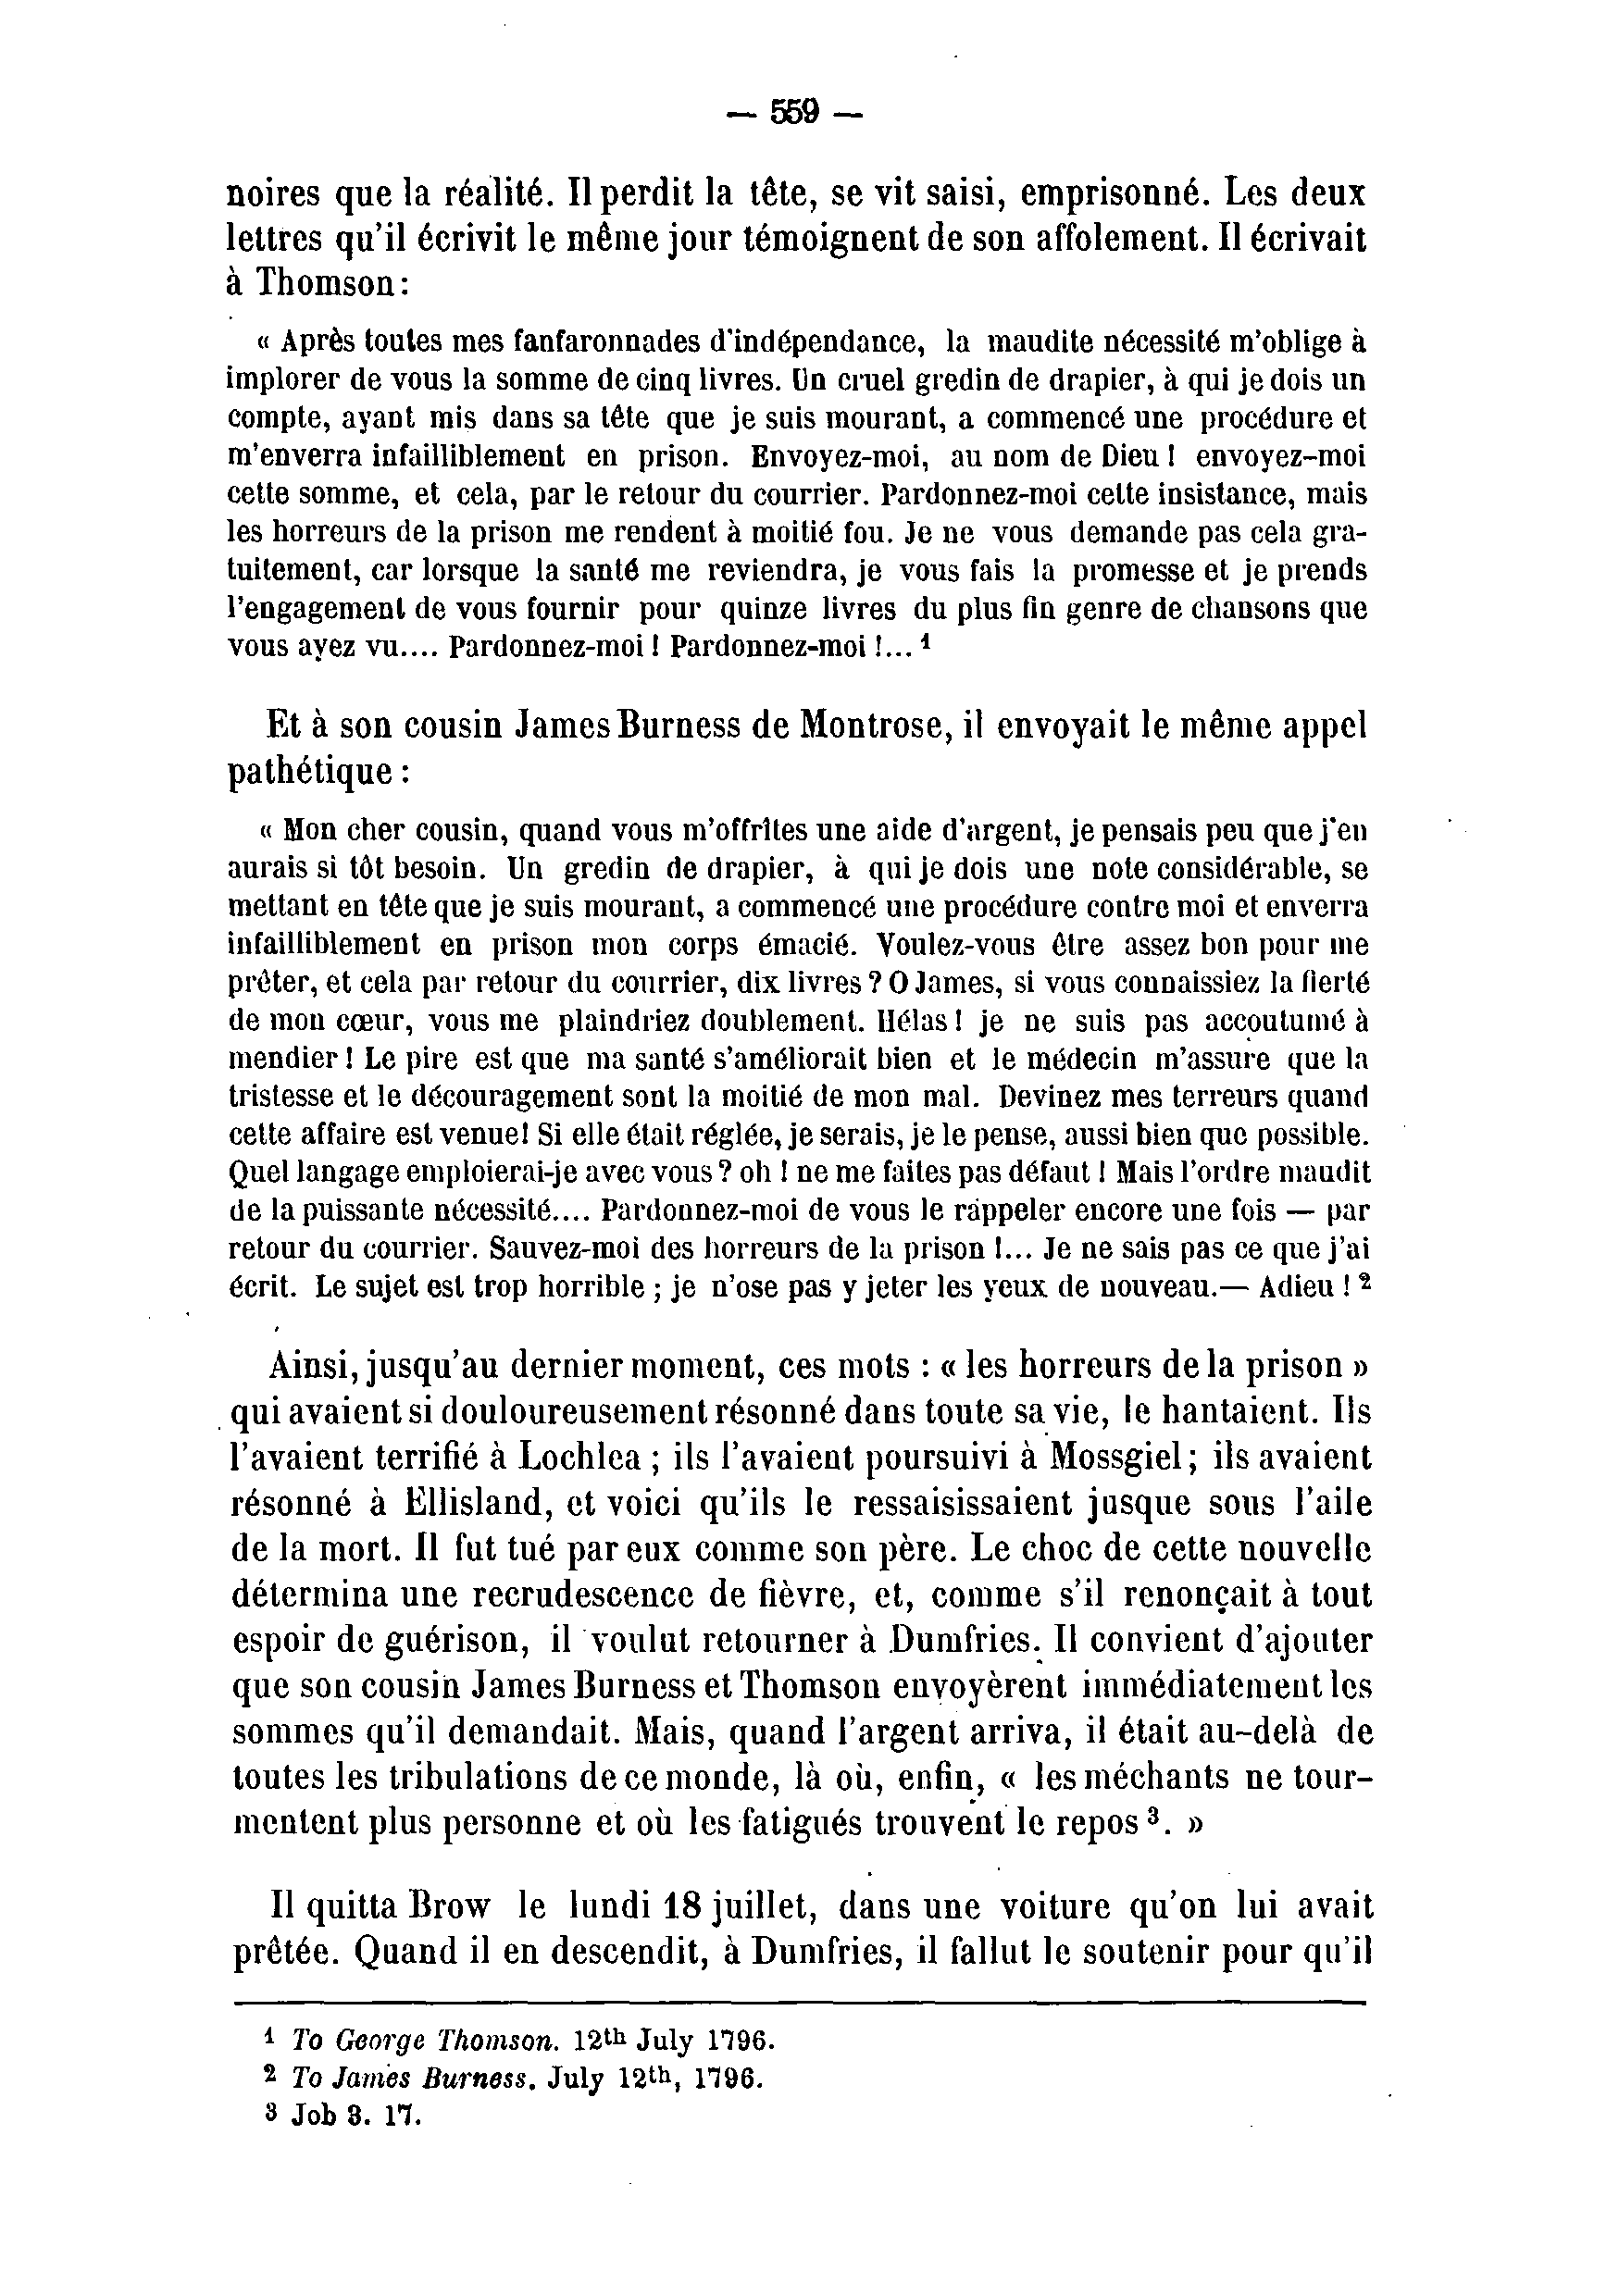 — 559 —
noires que la réalité. Il perdit la tête, se vit saisi, emprisonné. Les deux
lettres qu'il écrivit le même jour témoignent de son affolement. Il écrivait
à Thomson :
« Après toutes mes fanfaronnades d'indépendance, la maudite nécessité m'oblige à
implorer de vous la somme de cinq livres. Un cruel gredin de drapier, à qui je dois un
compte, ayant mis dans sa tête que je suis mourant, a commencé une procédure et
m'enverra infailliblement en prison. Envoyez-moi, au nom de Dieu ! envoyez-moi
cette somme, et cela, par le retour du courrier. Pardonnez-moi cette insistance, mais
les horreurs de la prison me rendent à moitié fou. Je ne vous demande pas cela gra-
tuitement, car lorsque la santé me reviendra, je vous fais la promesse et je prends
l'engagement de vous fournir pour quinze livres du plus fin genre de chansons que
vous ayez vu.... Pardonnez-moi ! Pardonnez-moi !... 1
Et à son cousin James Burness de Montrose, il envoyait le même appel
pathétique :
« Mon cher cousin, quand vous m'offrîtes une aide d'argent, je pensais peu que j'en
aurais si tôt besoin. Un gredin de drapier, à qui je dois une note considérable, se
mettant en tête que je suis mourant, a commencé une procédure contre moi et enverra
infailliblement en prison mon corps émacié. Voulez-vous être assez bon pour me
prêter, et cela par retour du courrier, dix livres ? O James, si vous connaissiez la fierté
de mon cœur, vous me plaindriez doublement. Hélas ! je ne suis pas accoutumé à
mendier ! Le pire est que ma santé s'améliorait bien et le médecin m'assure que la
tristesse et le découragement sont la moitié de mon mal. Devinez mes terreurs quand
cette affaire est venue! Si elle était réglée, je serais, je le pense, aussi bien que possible.
Quel langage emploierai-je avec vous ? oh ! ne me faites pas défaut ! Mais l'ordre maudit
de la puissante nécessité.... Pardonnez-moi de vous le rappeler encore une fois — par
retour du courrier. Sauvez-moi des horreurs de la prison !... Je ne sais pas ce que j'ai
écrit. Le sujet est trop horrible ; je n'ose pas y jeter les yeux de nouveau.— Adieu ! 2
Ainsi, jusqu'au dernier moment, ces mots : « les horreurs de la prison »
qui avaient si douloureusement résonné dans toute sa vie, le hantaient. Ils
l'avaient terrifié à Lochlea ; ils l'avaient poursuivi à Mossgiel ; ils avaient
résonné à Ellisland, et voici qu'ils le ressaisissaient jusque sous l'aile
de la mort. Il fut tué par eux comme son père. Le choc de cette nouvelle
détermina une recrudescence de fièvre, et, comme s'il renonçait à tout
espoir de guérison, il voulut retourner à Dumfries. Il convient d'ajouter
que son cousin James Burness et Thomson envoyèrent immédiatement les
sommes qu'il demandait. Mais, quand l'argent arriva, il était au-delà de
toutes les tribulations de ce monde, là où, enfin, « les méchants ne tour-
mentent plus personne et où les fatigués trouvent le repos 3. »
Il quitta Brow le lundi 18 juillet, dans une voiture qu'on lui avait
prêtée. Quand il en descendit, à Dumfries, il fallut le soutenir pour qu'il
1 To George Thomson. 12th July 1796.
2 To James Burness. July 12th, 1796.
3 Job 3. 17.